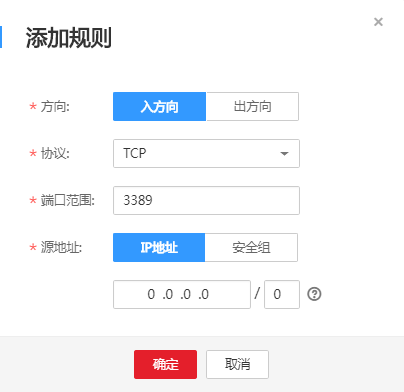 添加规则
* 方向: 入方向 出方向
* 协议: TCP
* 端口范围: 3389
* 源地址: IP地址 安全组
0 .0 .0 .0 / 0
确定 取消